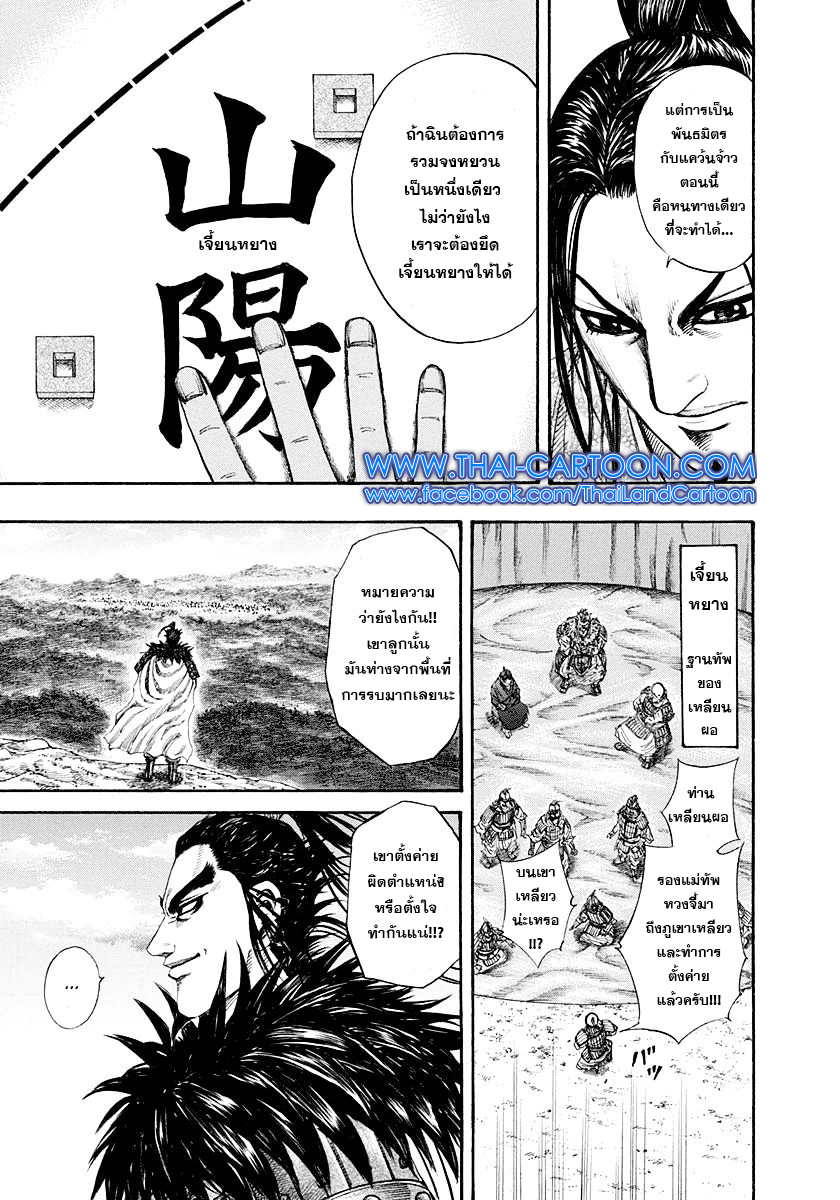 แต่การเป็น
พันธมิตร
กับแคว้นจ้าว
ตอนนี้
คือหนทางเดียว
ที่จะทำได้...
ถ้าฉินต้องการ
รวมจงหยวน
เป็นหนึ่งเดียว
ไม่ว่ายังไง
เราจะต้องยึด
เจี้ยนหยางให้ได้
山陽
เจี้ยนหยาง
WWW.THAI-CARTOON.COM
www.facebook.com/ThaiLandCartoon
เจี้ยน
หยาง
ฐานทัพ
ของ
เหลียน
ผอ
ท่าน
เหลียนผอ
รองแม่ทัพ
หวงจี้มา
ถึงภูเขาเหลียว
และทำการ
ตั้งค่าย
แล้วครับ!!!
บนเขา
เหลียว
น่ะเหรอ
!!?
バッ
หมายความ
ว่ายังไงกัน!!
เขาลูกนั้น
มันห่างจากพื้นที่
การรบมากเลยนะ
เขาตั้งค่าย
ผิดตำแหน่ง
หรือตั้งใจ
ทำกันแน่!!?
...